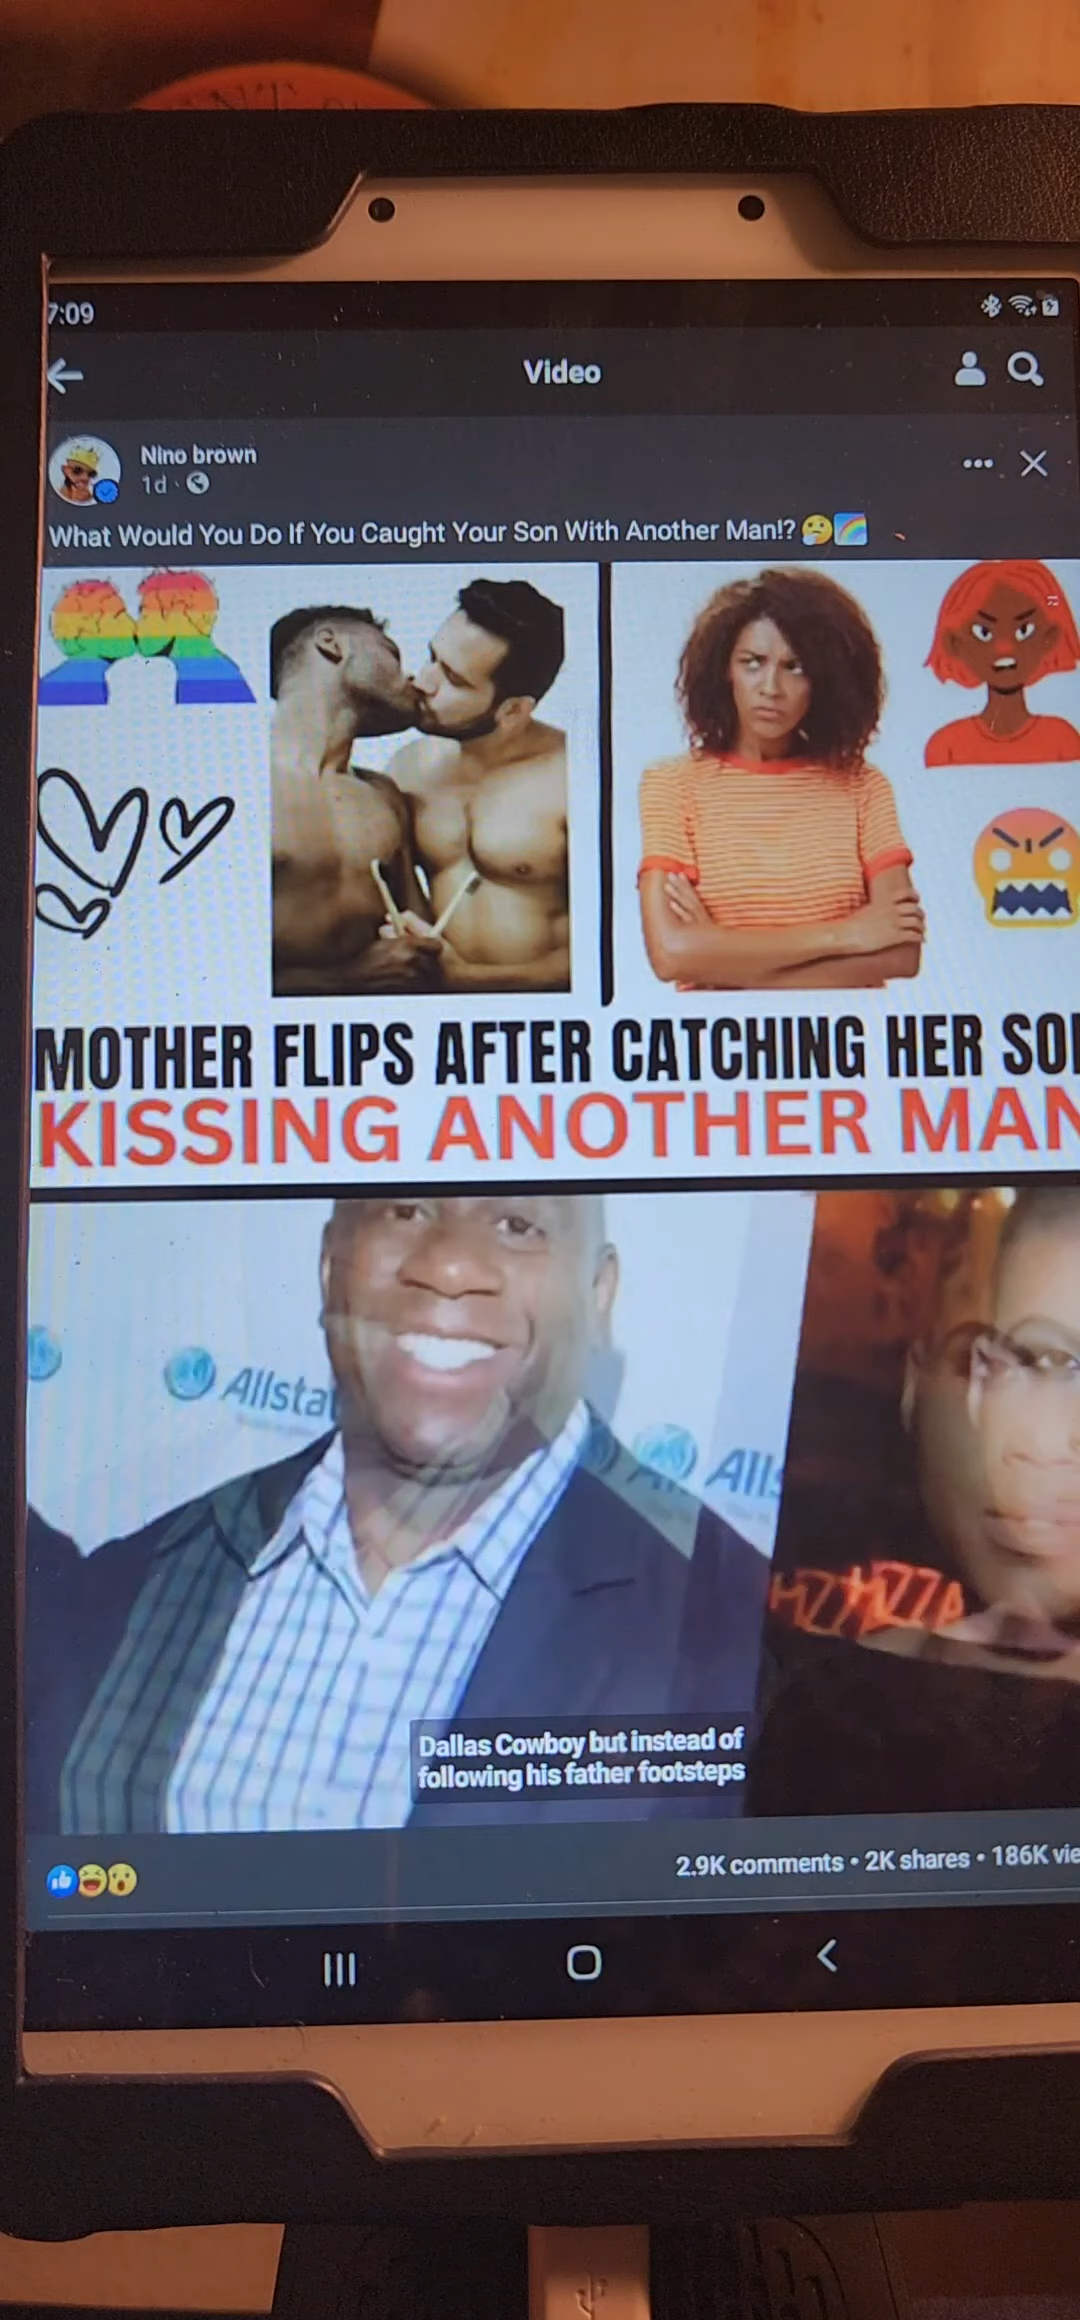 7:09
Video
Nino brown
1d ·
What Would You Do If You Caught Your Son With Another Man!? 🤔🌈
MOTHER FLIPS AFTER CATCHING HER
KISSING ANOTHER MAN
Allsta
All
Dallas Cowboy but instead of
following his father footsteps
2.9K comments • 2K shares • 186K vie